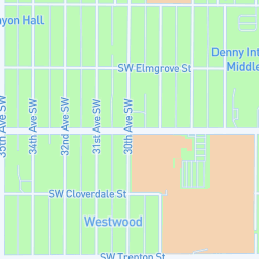 yon Hall
Denny Int
Middle
SW Elmgrove St
35th Ave SW
34th Ave SW
32nd Ave SW
31st Ave SW
30th Ave SW
SW Cloverdale St
Westwood
SW Trenton St